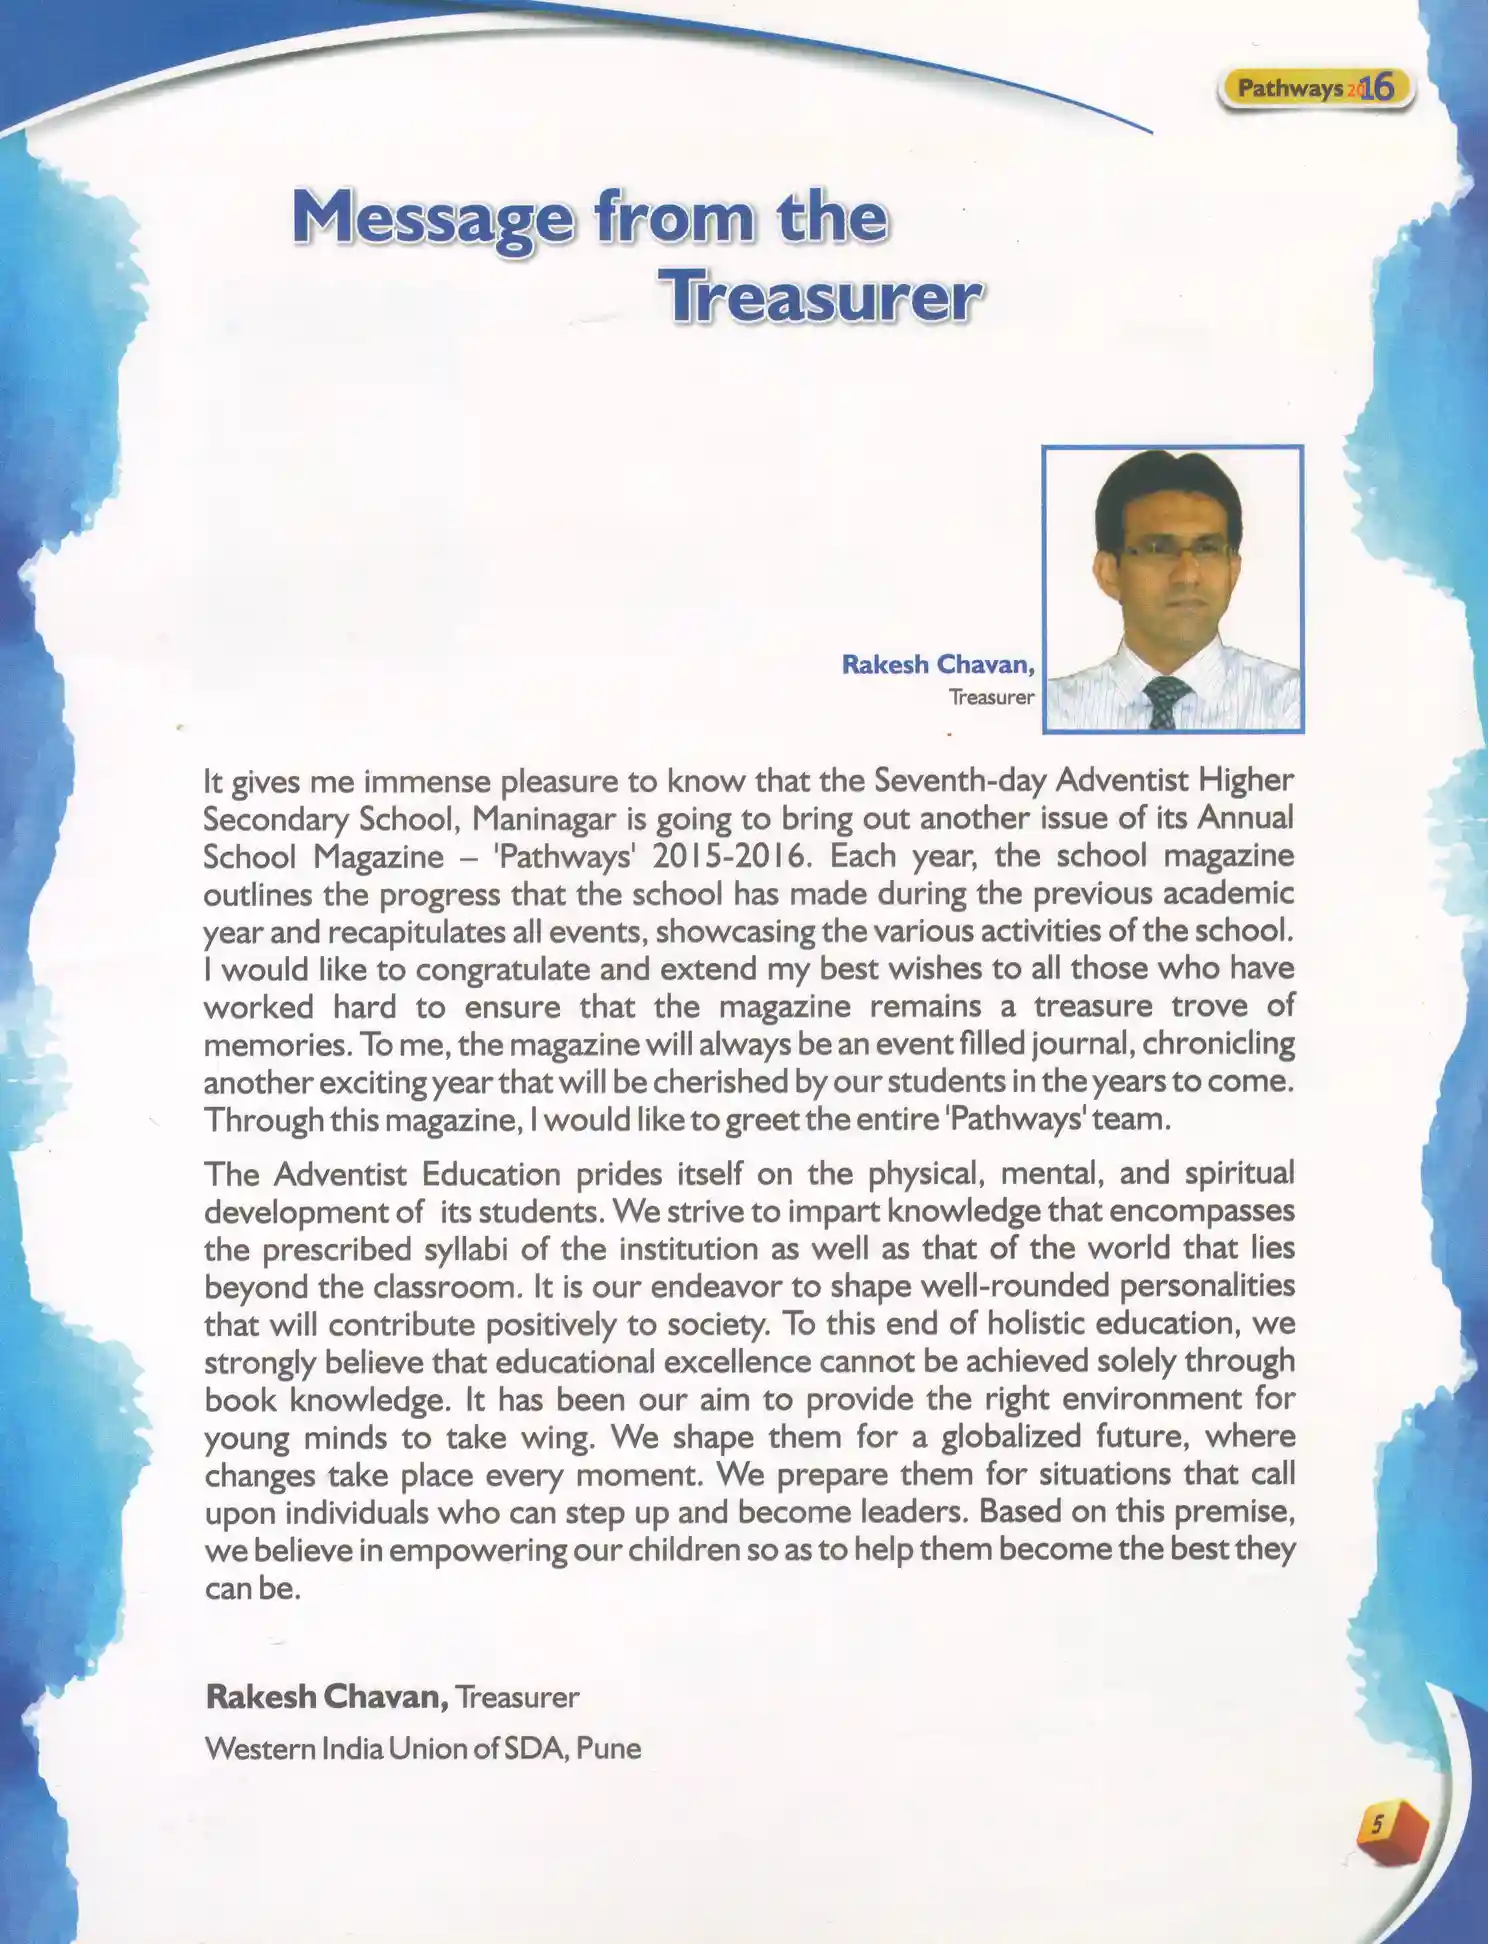 Pathways 2016
Message from the
Treasurer
Rakesh Chavan,
Treasurer
It gives me immense pleasure to know that the Seventh-day Adventist Higher
Secondary School, Maninagar is going to bring out another issue of its Annual
School Magazine – 'Pathways' 2015-2016. Each year, the school magazine
outlines the progress that the school has made during the previous academic
year and recapitulates all events, showcasing the various activities of the school.
I would like to congratulate and extend my best wishes to all those who have
worked hard to ensure that the magazine remains a treasure trove of
memories. To me, the magazine will always be an event filled journal, chronicling
another exciting year that will be cherished by our students in the years to come.
Through this magazine, I would like to greet the entire 'Pathways' team.
The Adventist Education prides itself on the physical, mental, and spiritual
development of its students. We strive to impart knowledge that encompasses
the prescribed syllabi of the institution as well as that of the world that lies
beyond the classroom. It is our endeavor to shape well-rounded personalities
that will contribute positively to society. To this end of holistic education, we
strongly believe that educational excellence cannot be achieved solely through
book knowledge. It has been our aim to provide the right environment for
young minds to take wing. We shape them for a globalized future, where
changes take place every moment. We prepare them for situations that call
upon individuals who can step up and become leaders. Based on this premise,
we believe in empowering our children so as to help them become the best they
can be.
Rakesh Chavan, Treasurer
Western India Union of SDA, Pune
5